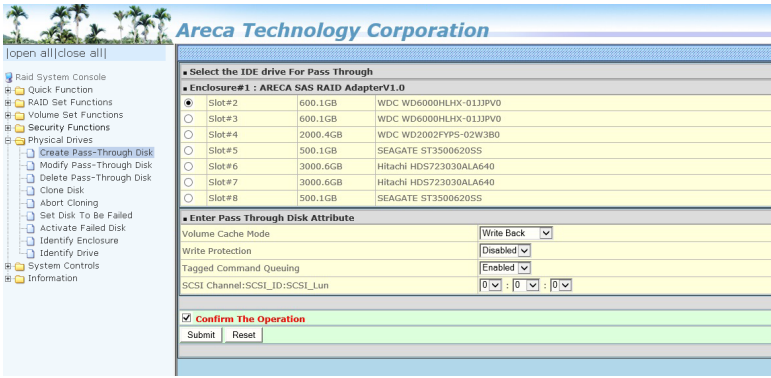 Areca Technology Corporation
|open all|close all|
Raid System Console
Quick Function
RAID Set Functions
Volume Set Functions
Security Functions
Physical Drives
Create Pass-Through Disk
Modify Pass-Through Disk
Delete Pass-Through Disk
Clone Disk
Abort Cloning
Set Disk To Be Failed
Activate Failed Disk
Identify Enclosure
Identify Drive
System Controls
Information
Select the IDE drive For Pass Through
Enclosure#1 : ARECA SAS RAID AdapterV1.0
Slot#2 600.1GB WDC WD6000HLHX-01JJPV0
Slot#3 600.1GB WDC WD6000HLHX-01JJPV0
Slot#4 2000.4GB WDC WD2002FYPS-02W3B0
Slot#5 500.1GB SEAGATE ST3500620SS
Slot#6 3000.6GB Hitachi HDS723030ALA640
Slot#7 3000.6GB Hitachi HDS723030ALA640
Slot#8 500.1GB SEAGATE ST3500620SS
Enter Pass Through Disk Attribute
Volume Cache Mode Write Back
Write Protection Disabled
Tagged Command Queuing Enabled
SCSI Channel:SCSI_ID:SCSI_Lun 0 : 0 : 0
Confirm The Operation
Submit Reset